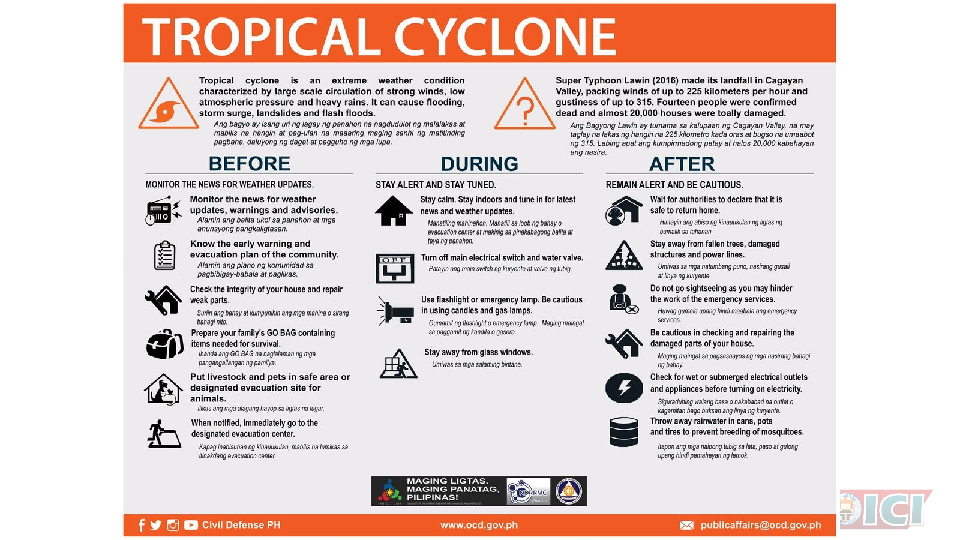 TROPICAL CYCLONE
Tropical cyclone is an extreme weather condition
characterized by large scale circulation of strong winds, low
atmospheric pressure and heavy rains. It can cause flooding,
storm surge, landslides and flash floods.
Ang bagyo ay isang uri ng lagay ng panahon na nagdudulot ng malalakas at
mabilis na hangin at pag-ulan na maaaring maging sanhi ng matinding
pagbaha, daluyong ng dagat at pagguho ng mga lupa.
Super Typhoon Lawin (2016) made its landfall in Cagayan
Valley, packing winds of up to 225 kilometers per hour and
gustiness of up to 315. Fourteen people were confirmed
dead and almost 20,000 houses were toally damaged.
Ang Bagyong Lawin ay tumama sa kalupaan ng Cagayan Valley, na may
taglay na lakas ng hangin na 225 kilometro kada oras at bugso na umaabot
ng 315. Labing apat ang kumpirmadong patay at halos 20,000 kabahayan
ang nasira.
BEFORE
MONITOR THE NEWS FOR WEATHER UPDATES.
Monitor the news for weather
updates, warnings and advisories.
Alamin ang balita ukol sa panahon at mga
anunsyong pangkaligtasan.
Know the early warning and
evacuation plan of the community.
Alamin ang plano ng komunidad sa
pagbibigay-babala at paglikas.
Check the integrity of your house and repair
weak parts.
Suriin ang bahay at kumpunihin ang mga mahina o sirang
bahagi nito.
Prepare your family's GO BAG containing
items needed for survival.
Ihanda ang GO BAG na naglalaman ng mga
pangangailangan ng pamilya.
Put livestock and pets in safe area or
designated evacuation site for
animals.
Ilikas ang mga alagang hayop sa ligtas na lugar.
When notified, immediately go to the
designated evacuation center.
Kapag inabisuhan ng kinauukulan, mabilis na lumikas sa
itinakdang evacuation center.
DURING
STAY ALERT AND STAY TUNED.
Stay calm. Stay indoors and tune in for latest
news and weather updates.
Manatiling mahinahon. Manatili sa loob ng bahay o
evacuation center at makinig sa pinakabagong balita at
taya ng panahon.
OFF
Turn off main electrical switch and water valve.
Patayin ang main switch ng kuryente at valve ng tubig.
Use flashlight or emergency lamp. Be cautious
in using candles and gas lamps.
Gumamit ng flashlight o emergency lamp. Maging maingat
sa paggamit ng kandila o gasera.
Stay away from glass windows.
Umiwas sa mga salaming bintana.
AFTER
REMAIN ALERT AND BE CAUTIOUS.
Wait for authorities to declare that it is
safe to return home.
Hintayin ang abisong kinauukulan ng ligtas ng
bumalik sa tahanan
Stay away from fallen trees, damaged
structures and power lines.
Umiwas sa mga natumbang puno, nasirang gusali
at linya ng kuryente
Do not go sightseeing as you may hinder
the work of the emergency services.
Huwag gumala upang hindi maabala ang emergency
services.
Be cautious in checking and repairing the
damaged parts of your house.
Maging maingat sa pagsasaayos ng mga nasirang bahagi
ng bahay.
Check for wet or submerged electrical outlets
and appliances before turning on electricity.
Siguraduhing walang basa o nakababad na outlet o
kagamitan bago buksan ang linya ng kuryente.
Throw away rainwater in cans, pots
and tires to prevent breeding of mosquitoes.
Itapon ang mga naipong tubig sa lata, paso at gulong
upang hindi pamahayan ng lamok.
MAGING LIGTAS.
MAGING PANATAG,
PILIPINAS!
Civil Defense PH
www.ocd.gov.ph
publicaffairs@ocd.gov.ph
ICI